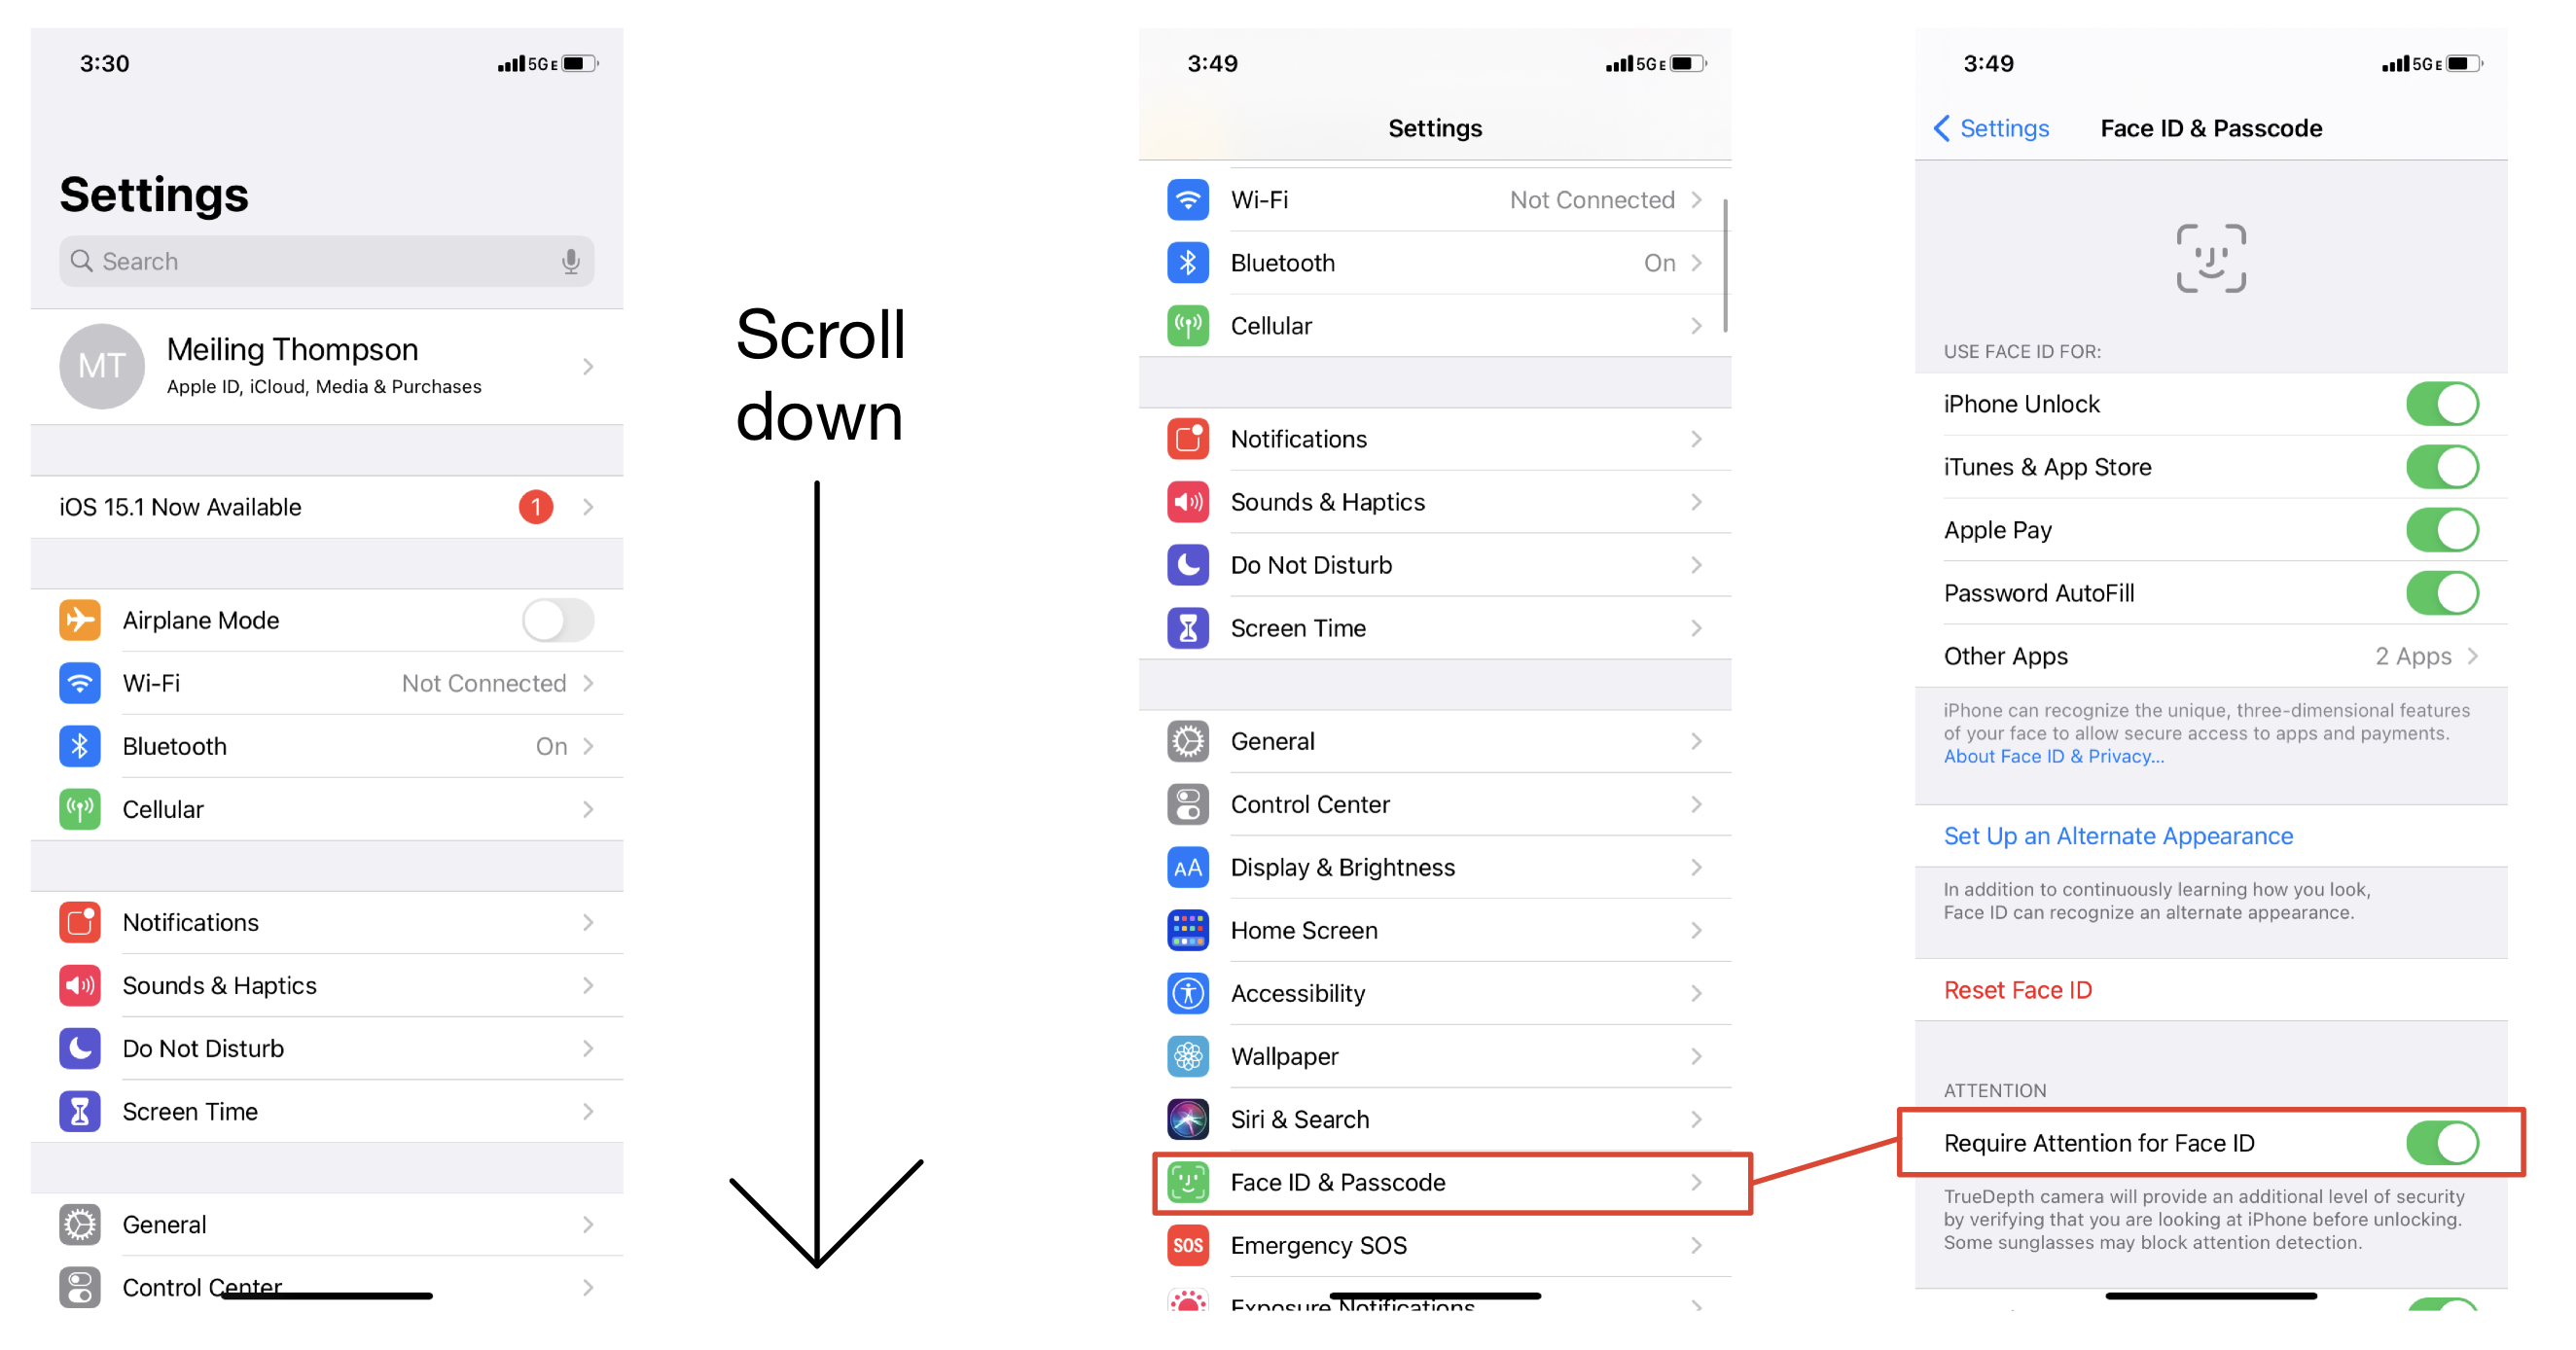 3:30
5G E
Settings
Search
MT
Meiling Thompson
Apple ID, iCloud, Media & Purchases
iOS 15.1 Now Available
1
Airplane Mode
Wi-Fi Not Connected
Bluetooth On
Cellular
Notifications
Sounds & Haptics
Do Not Disturb
Screen Time
General
Control Center
Scroll
down
3:49
5G E
Settings
Wi-Fi Not Connected
Bluetooth On
Cellular
Notifications
Sounds & Haptics
Do Not Disturb
Screen Time
General
Control Center
AA Display & Brightness
Home Screen
Accessibility
Wallpaper
Siri & Search
Face ID & Passcode
SOS Emergency SOS
Exposure Notifications
3:49
5G E
Settings Face ID & Passcode
USE FACE ID FOR:
iPhone Unlock
iTunes & App Store
Apple Pay
Password AutoFill
Other Apps 2 Apps
iPhone can recognize the unique, three-dimensional features
of your face to allow secure access to apps and payments.
About Face ID & Privacy...
Set Up an Alternate Appearance
In addition to continuously learning how you look,
Face ID can recognize an alternate appearance.
Reset Face ID
ATTENTION
Require Attention for Face ID
TrueDepth camera will provide an additional level of security
by verifying that you are looking at iPhone before unlocking.
Some sunglasses may block attention detection.